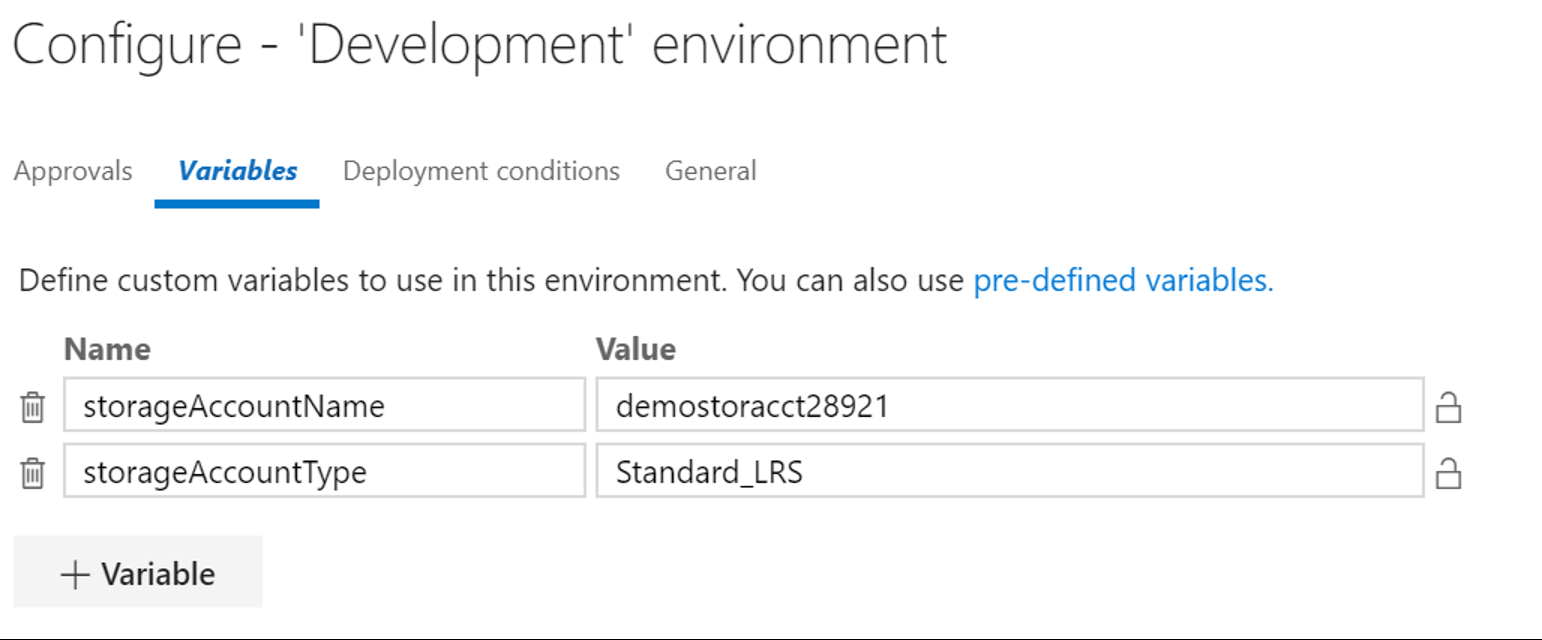 Configure - 'Development' environment
Approvals Variables Deployment conditions General
Define custom variables to use in this environment. You can also use pre-defined variables.
Name Value
storageAccountName demostoracct28921
storageAccountType Standard_LRS
+ Variable